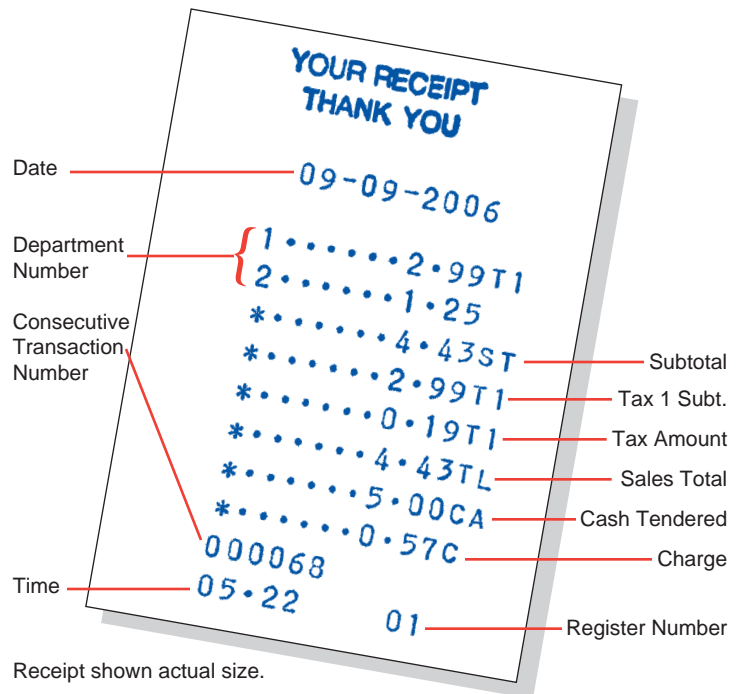 YOUR RECEIPT
THANK YOU
Date
09-09-2006
Department
Number
1••••••2•99T1
2••••••1•25
Consecutive
Transaction
Number
*••••••4•43ST
Subtotal
*••••••2•99T1
Tax 1 Subt.
*••••••0•19T1
Tax Amount
*••••••4•43TL
Sales Total
*••••••5•00CA
Cash Tendered
*••••••0•57C
Charge
000068
Time
05•22
01
Register Number
Receipt shown actual size.